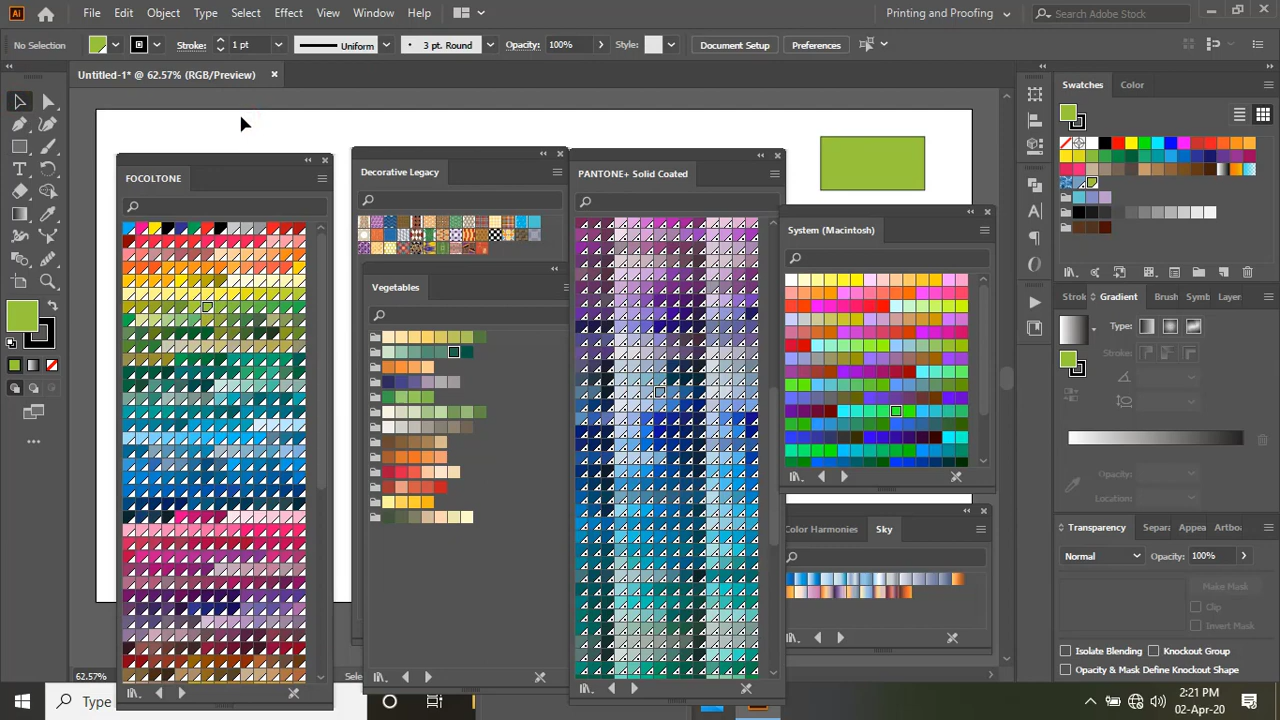 Ai
File
Edit
Object
Type
Select
Effect
View
Window
Help
Printing and Proofing
Search Adobe Stock
No Selection
Stroke:
1 pt
Uniform
3 pt. Round
Opacity:
100%
Style:
Document Setup
Preferences
Untitled-1* @ 62.57% (RGB/Preview)
Swatches
Color
FOCOLTONE
Decorative Legacy
PANTONE+ Solid Coated
System (Macintosh)
Vegetables
Strok
Gradient
Brush
Symb
Layer
Type:
Stroke:
Opacity:
Location:
Color Harmonies
Sky
Transparency
Separa
Appea
Artbo
Normal
Opacity:
100%
Make Mask
Clip
Invert Mask
Isolate Blending
Knockout Group
Opacity & Mask Define Knockout Shape
62.57%
Selec
Type
2:21 PM
02-Apr-20